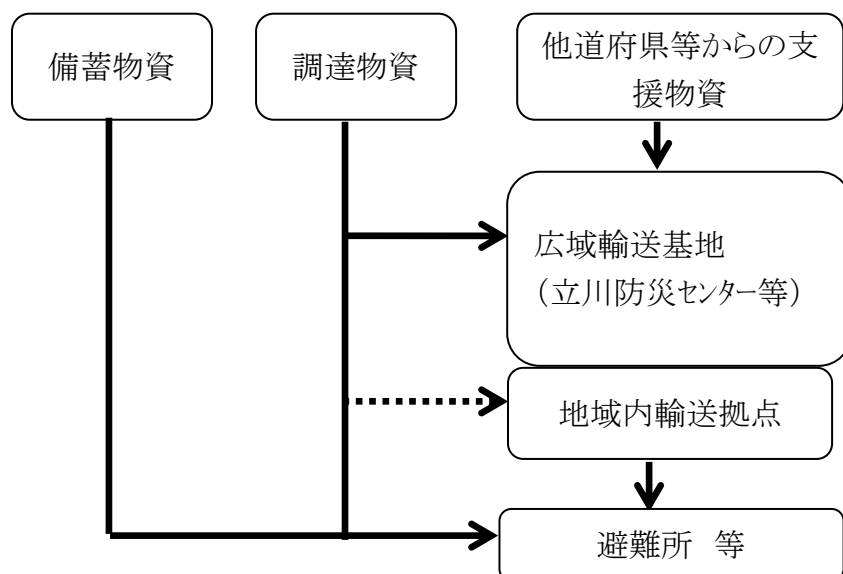 備蓄物資
調達物資
他道府県等からの支
援物資
広域輸送基地
（立川防災センター等）
地域内輸送拠点
避難所　等